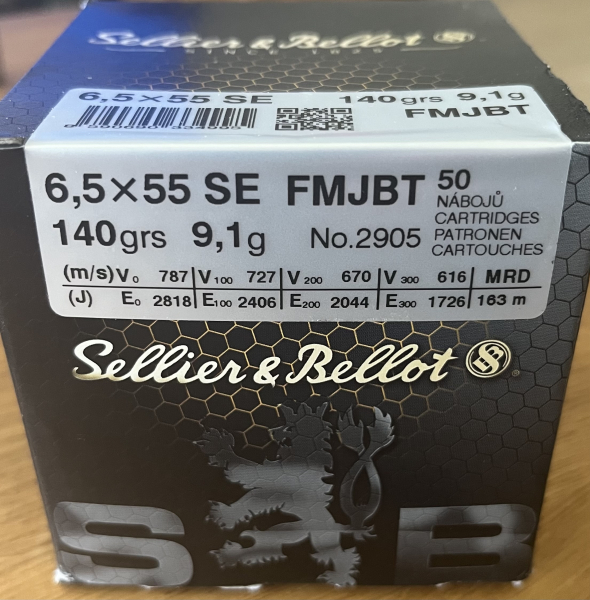 Sellier & Bellot
6,5×55 SE 140grs 9,1g
FMJBT
6,5×55 SE FMJBT 50
NÁBOJŮ
CARTRIDGES
140grs 9,1g No.2905 PATRONEN
CARTOUCHES
(m/s) V0 787 V100 727 V200 670 V300 616 MRD
(J) E0 2818 E100 2406 E200 2044 E300 1726 163 m
Sellier & Bellot SB ®
S B